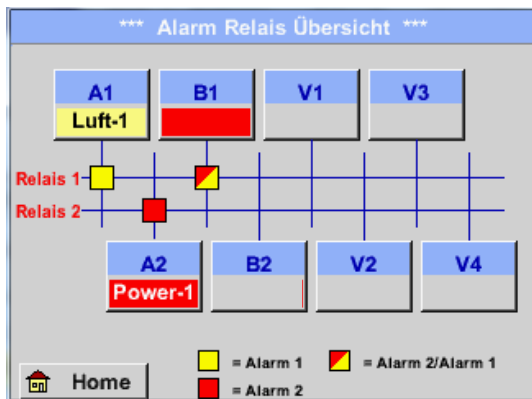 *** Alarm Relais Übersicht ***
A1 B1 V1 V3
Luft-1
Relais 1
Relais 2
A2 B2 V2 V4
Power-1
= Alarm 1 = Alarm 2/Alarm 1
Home = Alarm 2